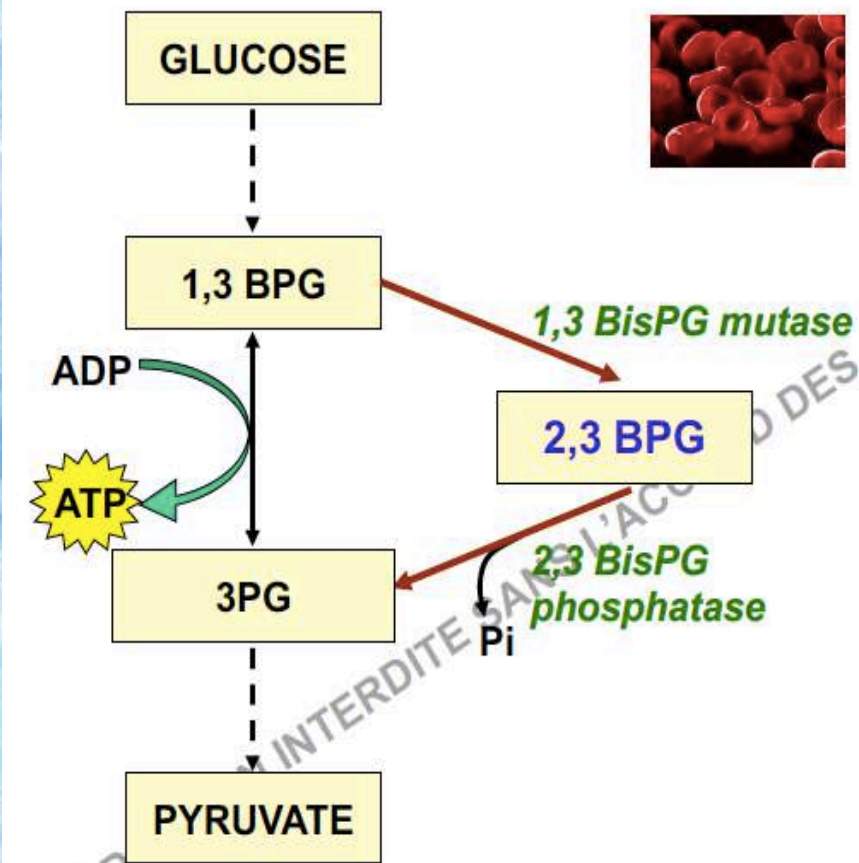 GLUCOSE
1,3 BPG
1,3 BisPG mutase
ADP
2,3 BPG
ATP
3PG
2,3 BisPG
phosphatase
Pi
PYRUVATE
INTERDITE SANS L'ACCORD DES